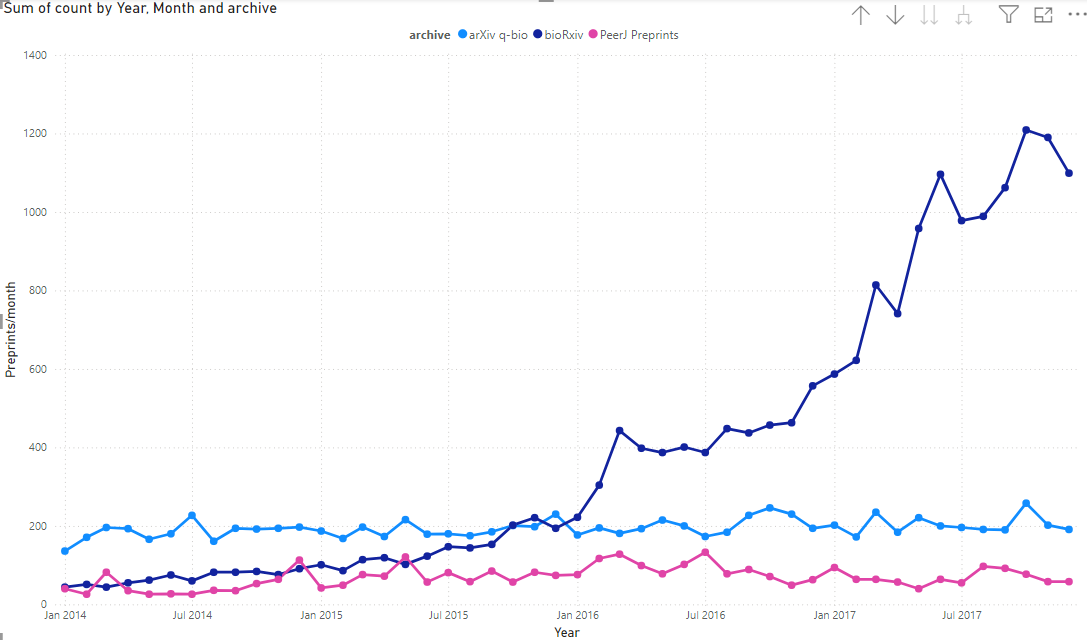 Sum of count by Year, Month and archive
archive arXiv q-bio bioRxiv PeerJ Preprints
1400
1200
1000
800
600
400
200
0
Preprints/month
Jan 2014 Jul 2014 Jan 2015 Jul 2015 Jan 2016 Jul 2016 Jan 2017 Jul 2017
Year